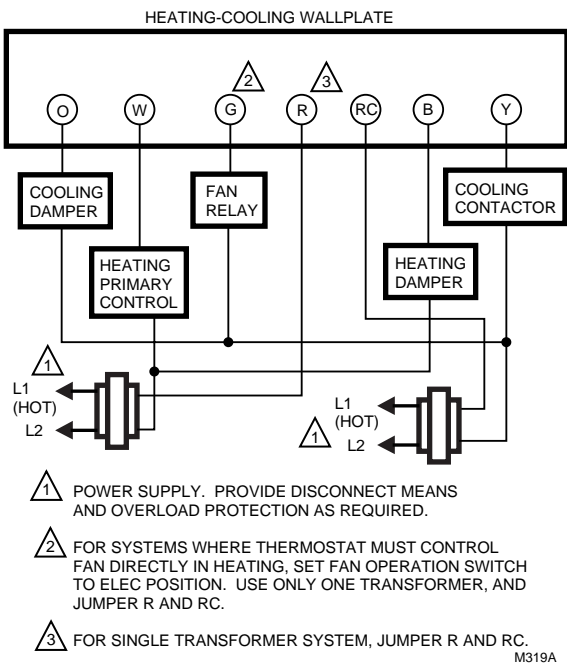 HEATING-COOLING WALLPLATE
2 3
O W G R RC B Y
COOLING
DAMPER
FAN
RELAY
COOLING
CONTACTOR
HEATING
PRIMARY
CONTROL
HEATING
DAMPER
1
L1
(HOT)
L2
L1
(HOT)
1
L2
1 POWER SUPPLY. PROVIDE DISCONNECT MEANS
AND OVERLOAD PROTECTION AS REQUIRED.
2 FOR SYSTEMS WHERE THERMOSTAT MUST CONTROL
FAN DIRECTLY IN HEATING, SET FAN OPERATION SWITCH
TO ELEC POSITION. USE ONLY ONE TRANSFORMER, AND
JUMPER R AND RC.
3 FOR SINGLE TRANSFORMER SYSTEM, JUMPER R AND RC.
M319A